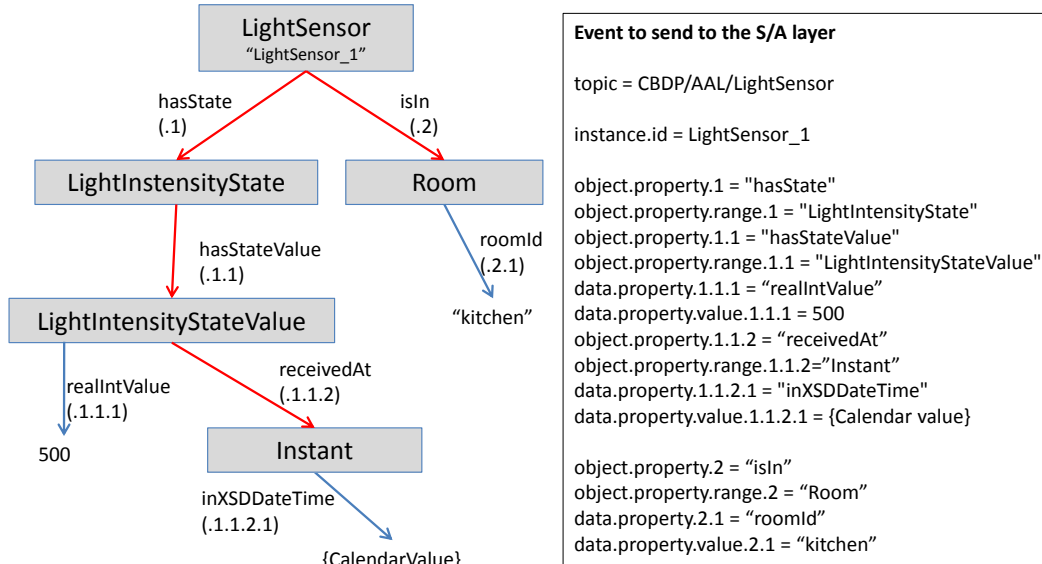 LightSensor
“LightSensor_1”
hasState
(.1)
isIn
(.2)
LightInstensityState
Room
hasStateValue
(.1.1)
roomId
(.2.1)
LightIntensityStateValue
“kitchen”
realIntValue
(.1.1.1)
receivedAt
(.1.1.2)
500
Instant
inXSDDateTime
(.1.1.2.1)
{CalendarValue}
Event to send to the S/A layer
topic = CBDP/AAL/LightSensor
instance.id = LightSensor_1
object.property.1 = "hasState"
object.property.range.1 = "LightIntensityState"
object.property.1.1 = "hasStateValue"
object.property.range.1.1 = "LightIntensityStateValue"
data.property.1.1.1 = “realIntValue”
data.property.value.1.1.1 = 500
object.property.1.1.2 = “receivedAt”
object.property.range.1.1.2=”Instant”
data.property.1.1.2.1 = "inXSDDateTime"
data.property.value.1.1.2.1 = {Calendar value}
object.property.2 = “isIn”
object.property.range.2 = “Room”
data.property.2.1 = “roomId”
data.property.value.2.1 = “kitchen”